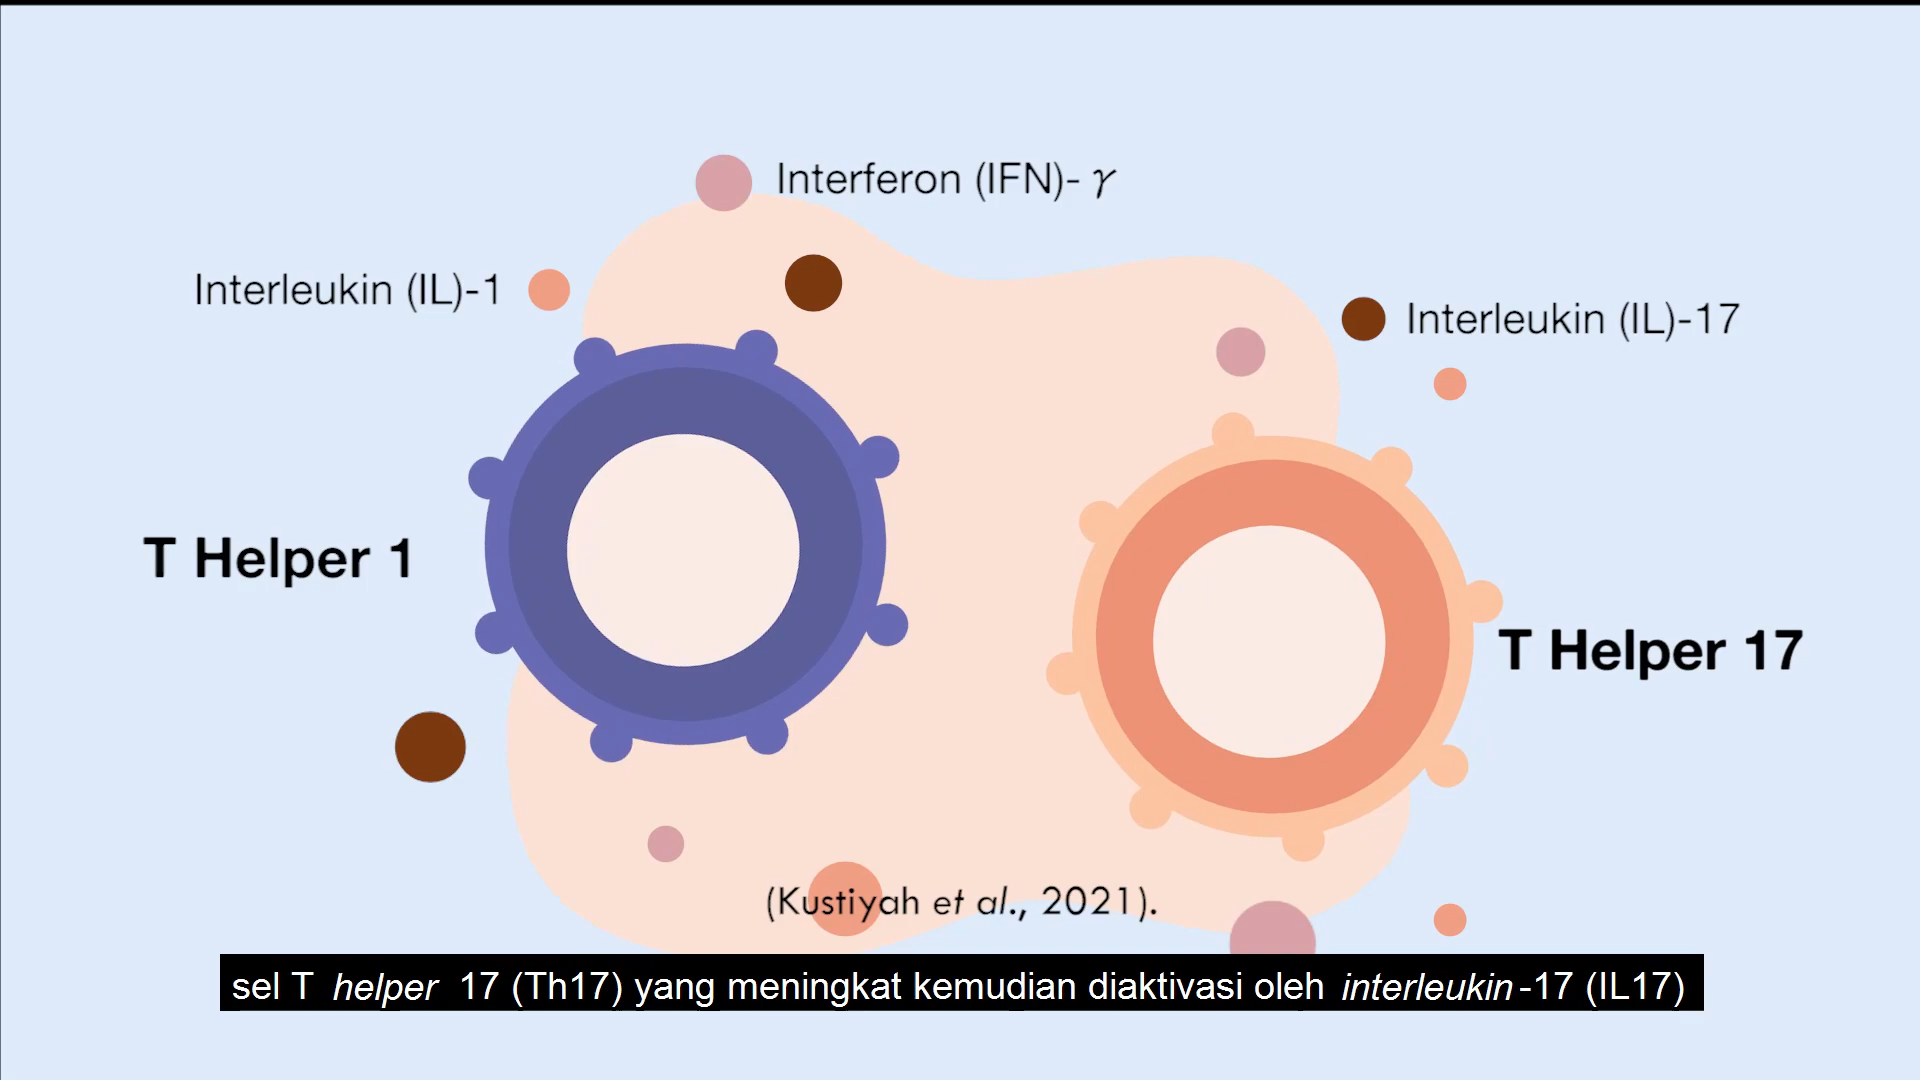 Interferon (IFN)- γ
Interleukin (IL)-1
Interleukin (IL)-17
T Helper 1
T Helper 17
(Kustiyah et al., 2021).
sel T helper 17 (Th17) yang meningkat kemudian diaktivasi oleh interleukin-17 (IL17)